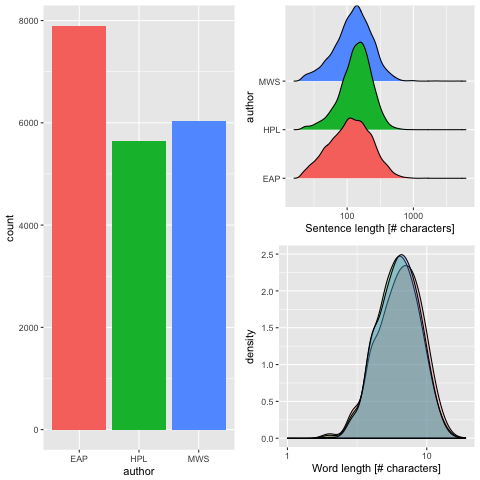 8000
6000
4000
2000
0
count
EAP HPL MWS
author
MWS
HPL
EAP
author
100 1000
Sentence length [# characters]
2.5
2.0
1.5
1.0
0.5
0.0
density
1 10
Word length [# characters]